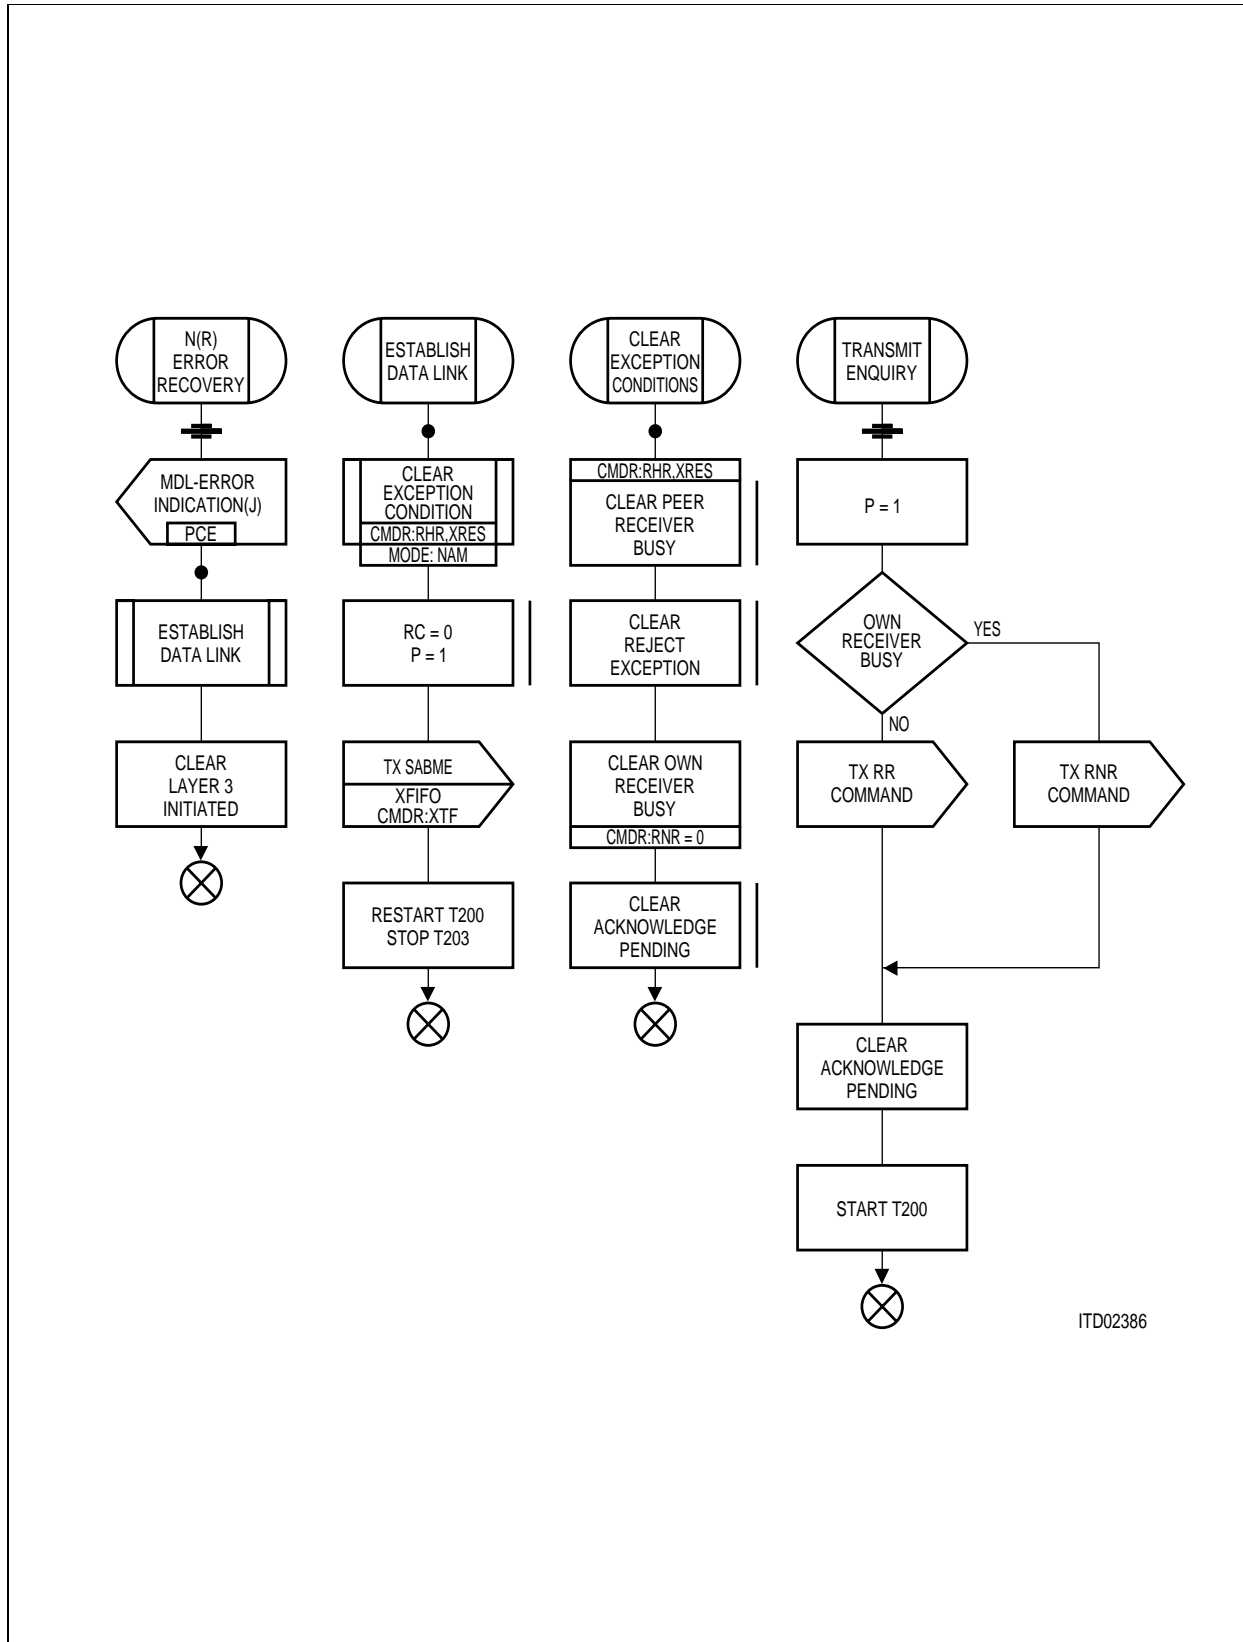 N(R)
ERROR
RECOVERY
MDL-ERROR
INDICATION(J)
PCE
ESTABLISH
DATA LINK
CLEAR
LAYER 3
INITIATED
ESTABLISH
DATA LINK
CLEAR
EXCEPTION
CONDITION
CMDR:RHR,XRES
MODE: NAM
RC = 0
P = 1
TX SABME
XFIFO
CMDR:XTF
RESTART T200
STOP T203
CLEAR
EXCEPTION
CONDITIONS
CMDR:RHR,XRES
CLEAR PEER
RECEIVER
BUSY
CLEAR
REJECT
EXCEPTION
CLEAR OWN
RECEIVER
BUSY
CMDR:RNR = 0
CLEAR
ACKNOWLEDGE
PENDING
TRANSMIT
ENQUIRY
P = 1
OWN
RECEIVER
BUSY
YES
NO
TX RR
COMMAND
TX RNR
COMMAND
CLEAR
ACKNOWLEDGE
PENDING
START T200
ITD02386